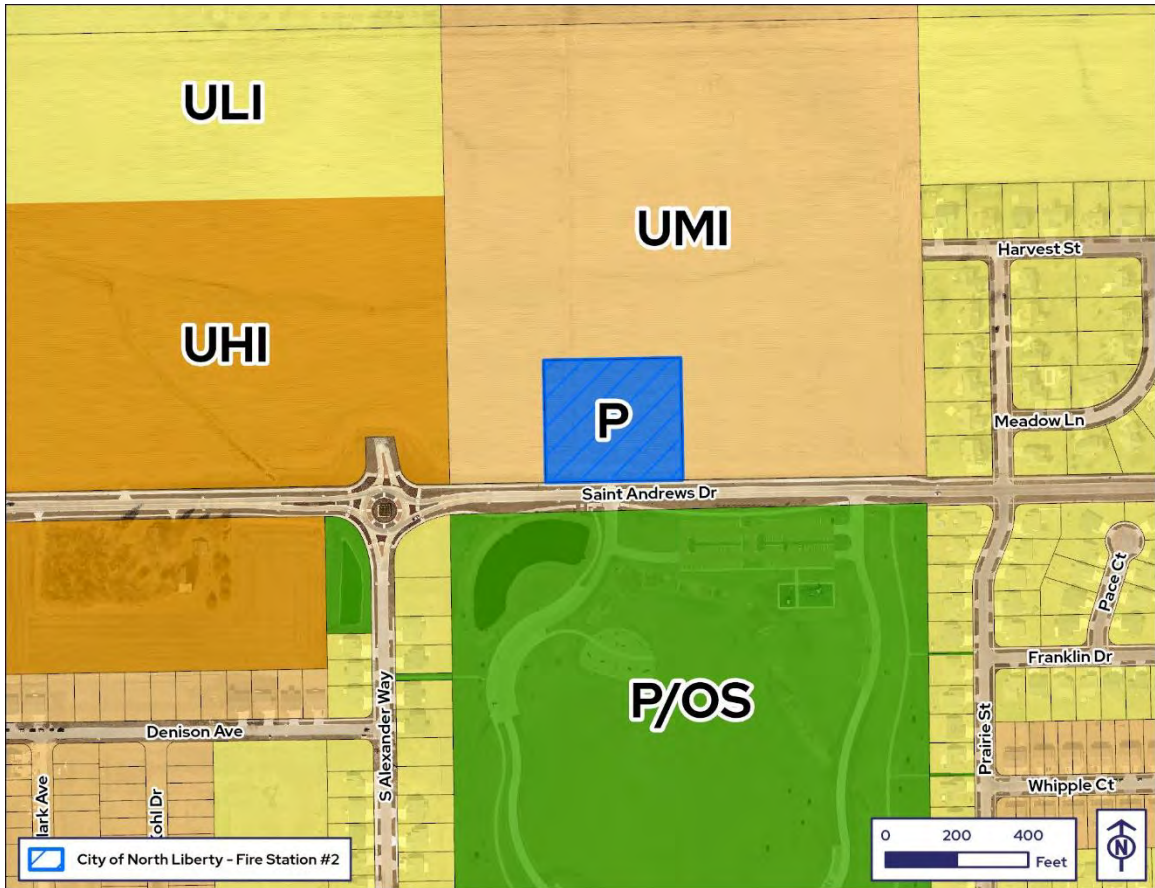 ULI
UMI
Harvest St
UHI
P
Meadow Ln
Saint Andrews Dr
Pace Ct
Franklin Dr
P/OS
S Alexander Way
Denison Ave
Prairie St
Whipple Ct
0 200 400
Feet
N
City of North Liberty - Fire Station #2